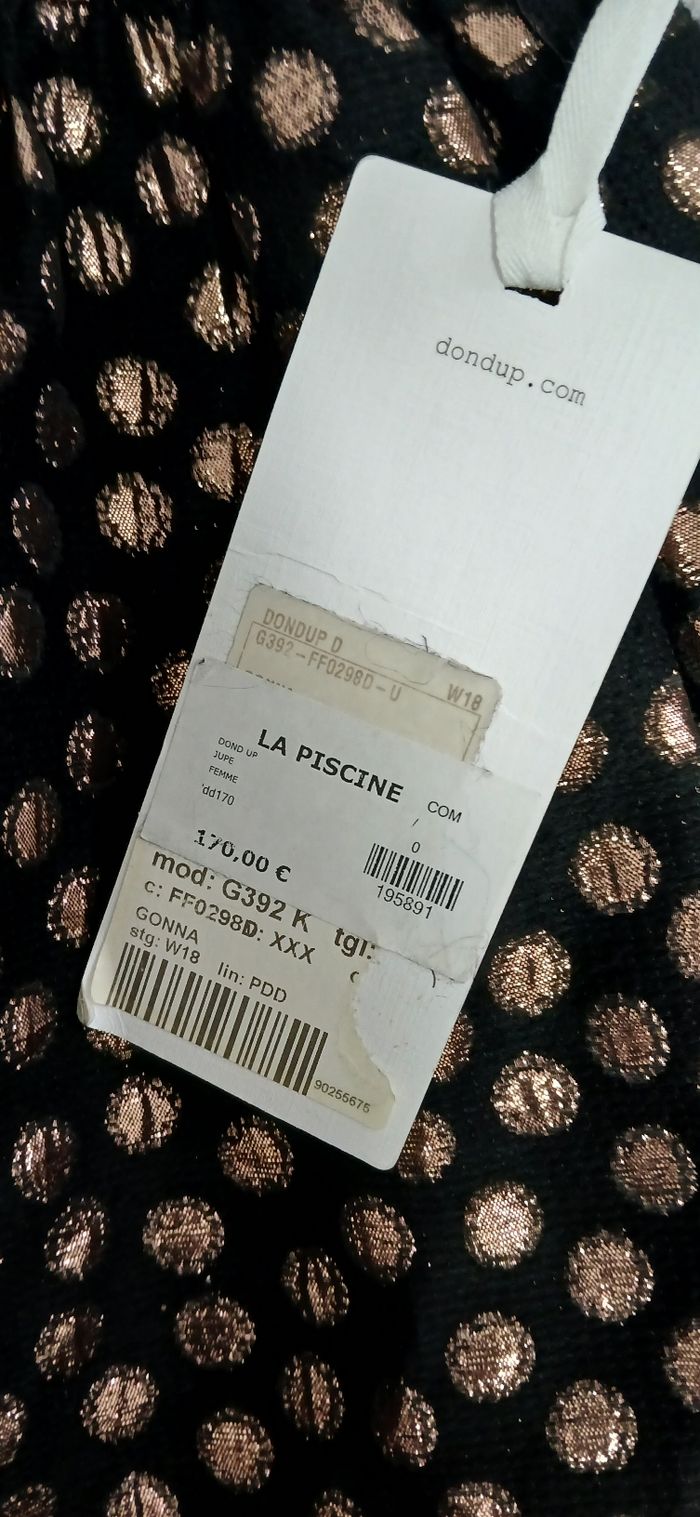 dondup.com
DONDUP D
G392-FF0298D-U
W18
LA PISCINE
DOND UP
JUPE
FEMME
'dd170
COM
0
170,00 €
195891
mod: G392 K tgl:
c: FF0298D: XXX
GONNA
stg: W18 lin: PDD
90255675